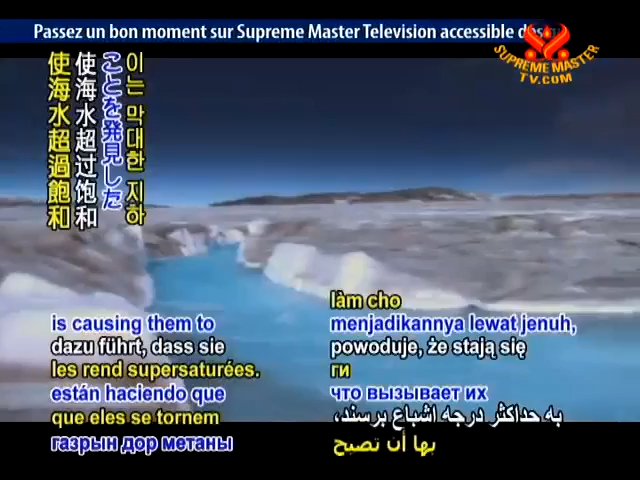 Passez un bon moment sur Supreme Master Television accessible dès
SUPREME MASTER
TV.COM
이는 막대한 지하
ことを発見した
使海水超过饱和
使海水超過飽和
is causing them to
dazu führt, dass sie
les rend supersaturées.
están haciendo que
que eles se tornem
газрын дор метаны
làm cho
menjadikannya lewat jenuh,
powoduje, że stają się
ги
что вызывает их
به حداکثر درجه اشباع برسند،
بها أن تصبح